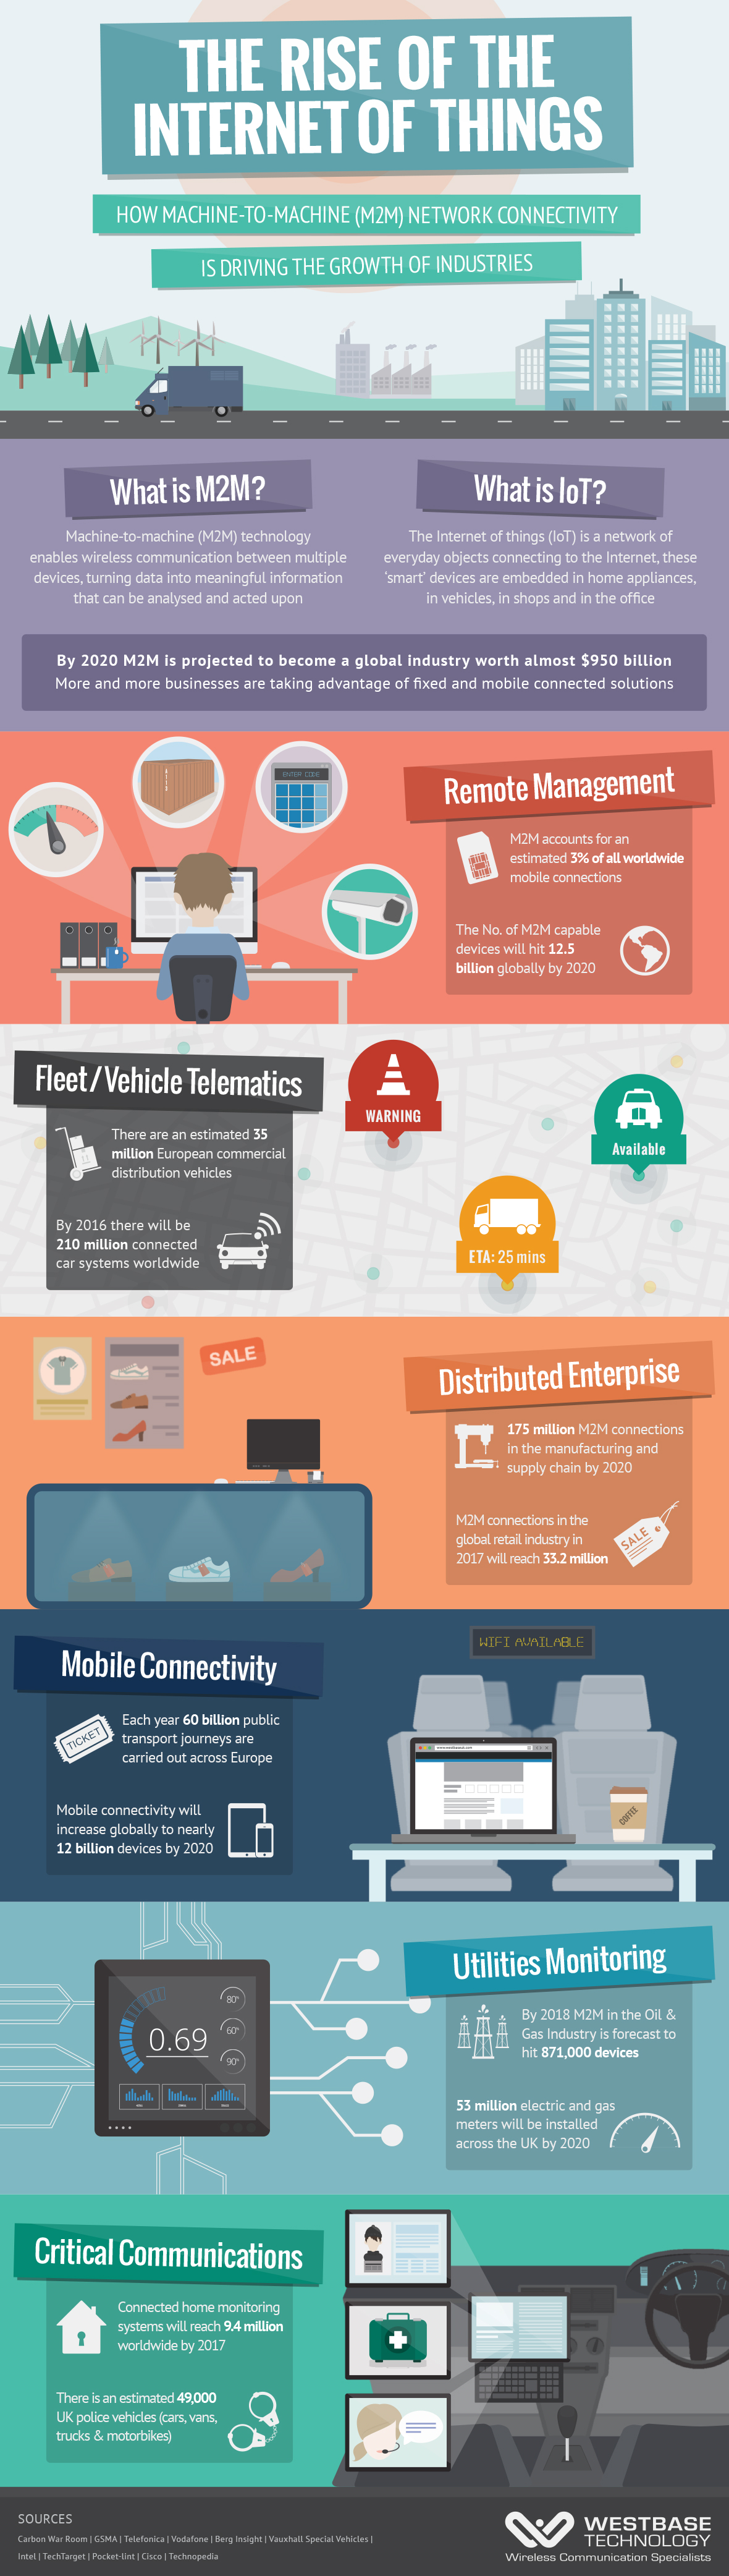 THE RISE OF THE
INTERNET OF THINGS
HOW MACHINE-TO-MACHINE (M2M) NETWORK CONNECTIVITY
IS DRIVING THE GROWTH OF INDUSTRIES
What is M2M?
Machine-to-machine (M2M) technology
enables wireless communication between multiple
devices, turning data into meaningful information
that can be analysed and acted upon
What is IoT?
The Internet of things (IoT) is a network of
everyday objects connecting to the Internet, these
'smart' devices are embedded in home appliances,
in vehicles, in shops and in the office
By 2020 M2M is projected to become a global industry worth almost $950 billion
More and more businesses are taking advantage of fixed and mobile connected solutions
ENTER CODE
Remote Management
M2M accounts for an
estimated 3% of all worldwide
mobile connections
The No. of M2M capable
devices will hit 12.5
billion globally by 2020
Fleet/Vehicle Telematics
There are an estimated 35
million European commercial
distribution vehicles
By 2016 there will be
210 million connected
car systems worldwide
WARNING
Available
ETA: 25 mins
SALE
Distributed Enterprise
175 million M2M connections
in the manufacturing and
supply chain by 2020
M2M connections in the
global retail industry in
2017 will reach 33.2 million
SALE
Mobile Connectivity
TICKET
Each year 60 billion public
transport journeys are
carried out across Europe
Mobile connectivity will
increase globally to nearly
12 billion devices by 2020
WIFI AVAILABLE
COFFEE
0.69
80°
60°
90°
Utilities Monitoring
By 2018 M2M in the Oil &
Gas Industry is forecast to
hit 871,000 devices
53 million electric and gas
meters will be installed
across the UK by 2020
Critical Communications
Connected home monitoring
systems will reach 9.4 million
worldwide by 2017
There is an estimated 49,000
UK police vehicles (cars, vans,
trucks & motorbikes)
SOURCES
Carbon War Room | GSMA | Telefonica | Vodafone | Berg Insight | Vauxhall Special Vehicles |
Intel | TechTarget | Pocket-lint | Cisco | Technopedia
WESTBASE
TECHNOLOGY
Wireless Communication Specialists